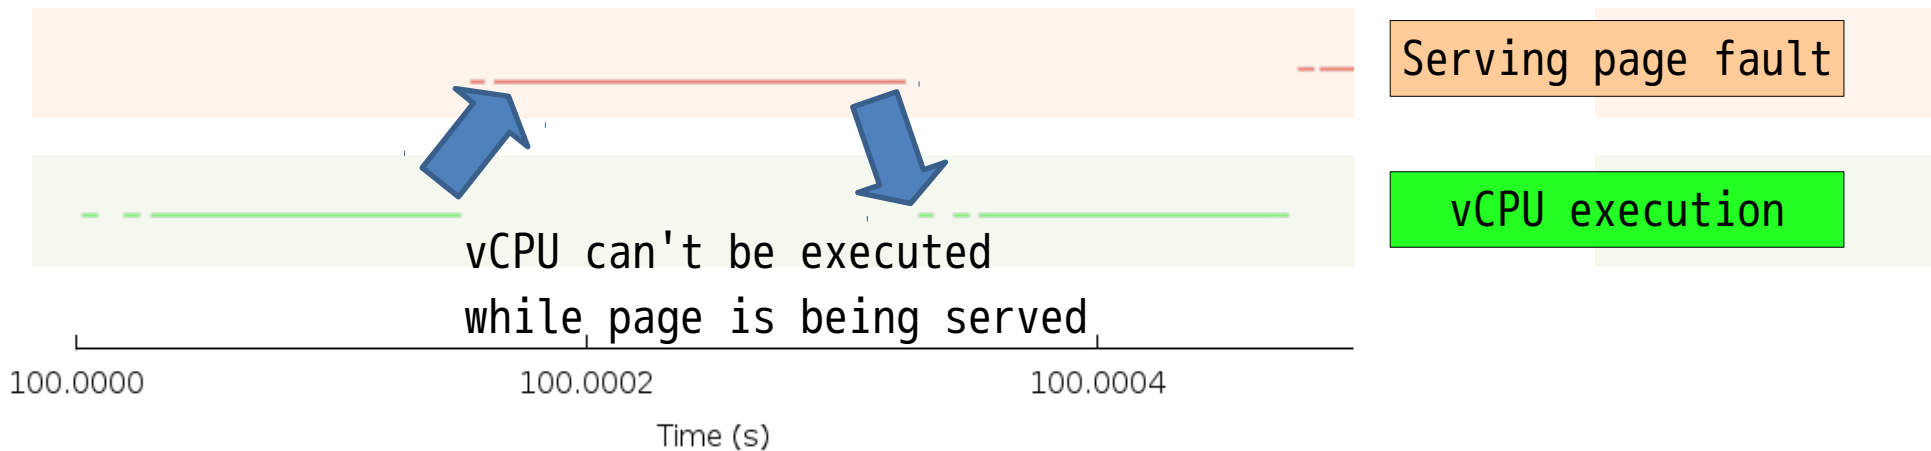 Serving page fault
vCPU execution
vCPU can't be executed
while page is being served
100.0000
100.0002
100.0004
Time (s)